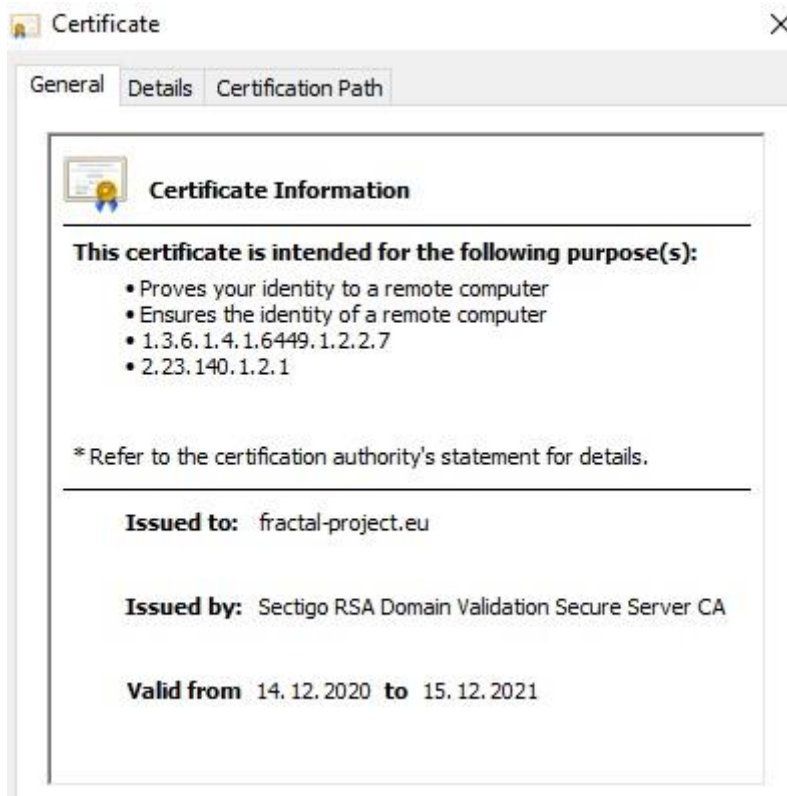 Certificate
General Details Certification Path
Certificate Information
This certificate is intended for the following purpose(s):
• Proves your identity to a remote computer
• Ensures the identity of a remote computer
• 1.3.6.1.4.1.6449.1.2.2.7
• 2.23.140.1.2.1
* Refer to the certification authority's statement for details.
Issued to: fractal-project.eu
Issued by: Sectigo RSA Domain Validation Secure Server CA
Valid from 14.12.2020 to 15.12.2021